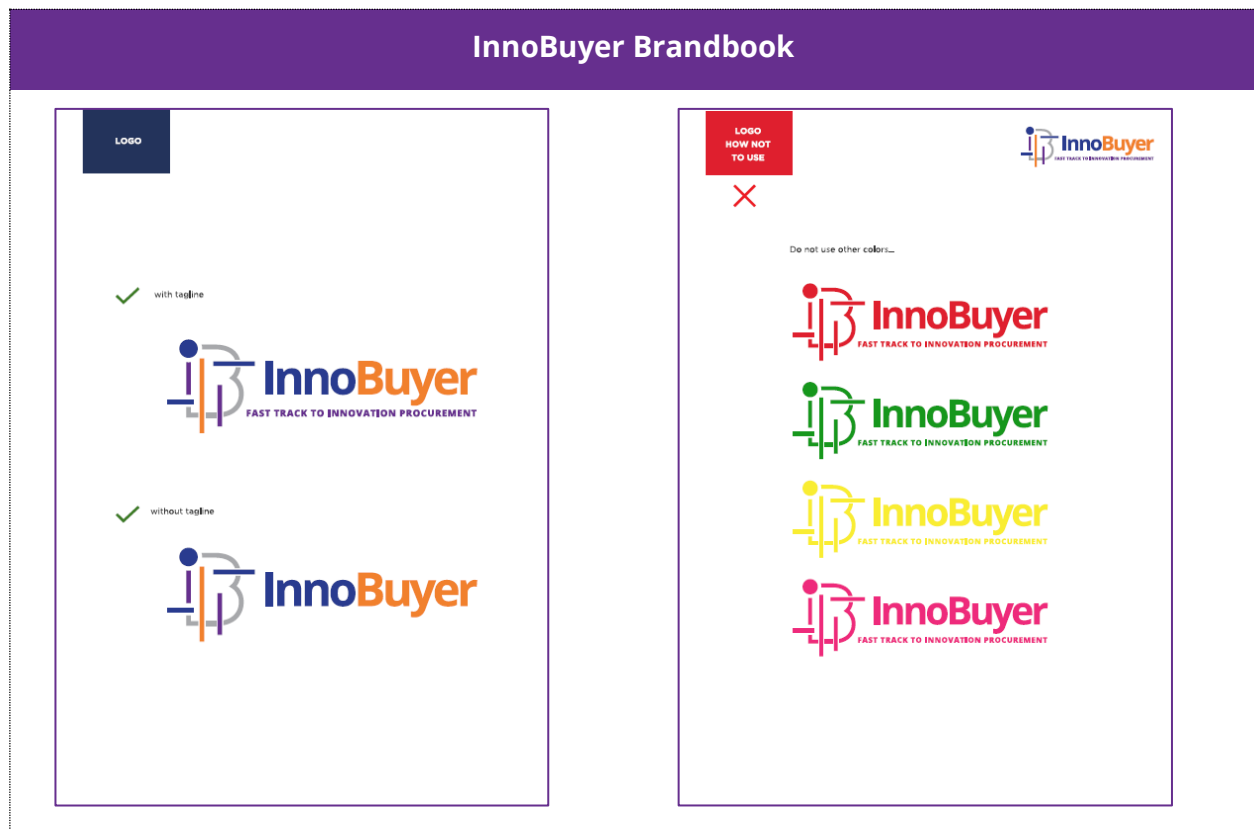 InnoBuyer Brandbook
LOGO
with tagline
InnoBuyer
FAST TRACK TO INNOVATION PROCUREMENT
without tagline
InnoBuyer
LOGO
HOW NOT
TO USE
InnoBuyer
FAST TRACK TO INNOVATION PROCUREMENT
Do not use other colors...
InnoBuyer
FAST TRACK TO INNOVATION PROCUREMENT
InnoBuyer
FAST TRACK TO INNOVATION PROCUREMENT
InnoBuyer
FAST TRACK TO INNOVATION PROCUREMENT
InnoBuyer
FAST TRACK TO INNOVATION PROCUREMENT